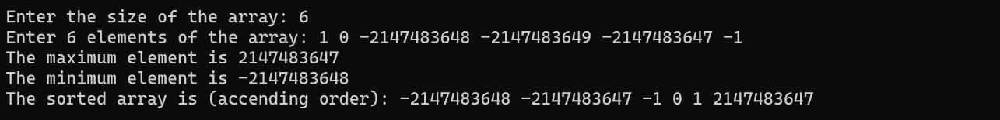 Enter the size of the array: 6
Enter 6 elements of the array: 1 0 -2147483648 -2147483649 -2147483647 -1
The maximum element is 2147483647
The minimum element is -2147483648
The sorted array is (accending order): -2147483648 -2147483647 -1 0 1 2147483647